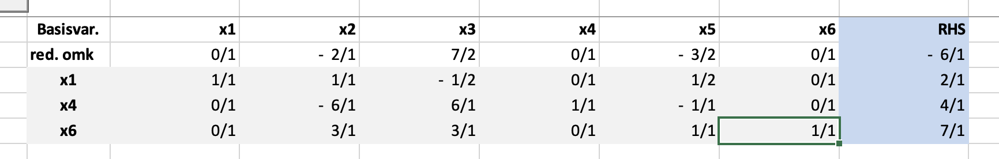 Basisvar. x1 x2 x3 x4 x5 x6 RHS
red. omk 0/1 - 2/1 7/2 0/1 - 3/2 0/1 - 6/1
x1 1/1 1/1 - 1/2 0/1 1/2 0/1 2/1
x4 0/1 - 6/1 6/1 1/1 - 1/1 0/1 4/1
x6 0/1 3/1 3/1 0/1 1/1 1/1 7/1